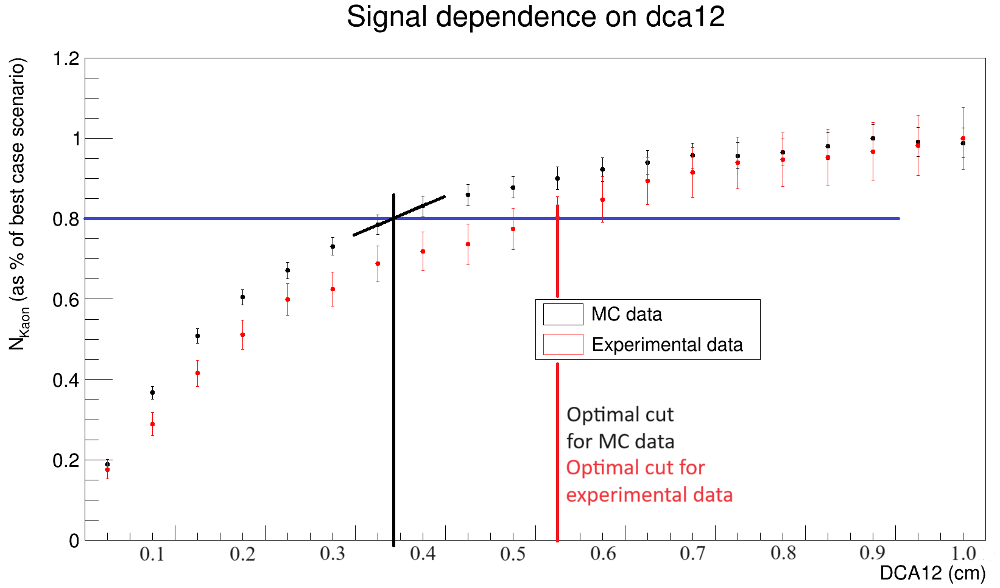 Signal dependence on dca12
N_Kaon (as % of best case scenario)
1.2
1
0.8
0.6
0.4
0.2
0
MC data
Experimental data
Optimal cut
for MC data
Optimal cut for
experimental data
0.1 0.2 0.3 0.4 0.5 0.6 0.7 0.8 0.9 1.0
DCA12 (cm)